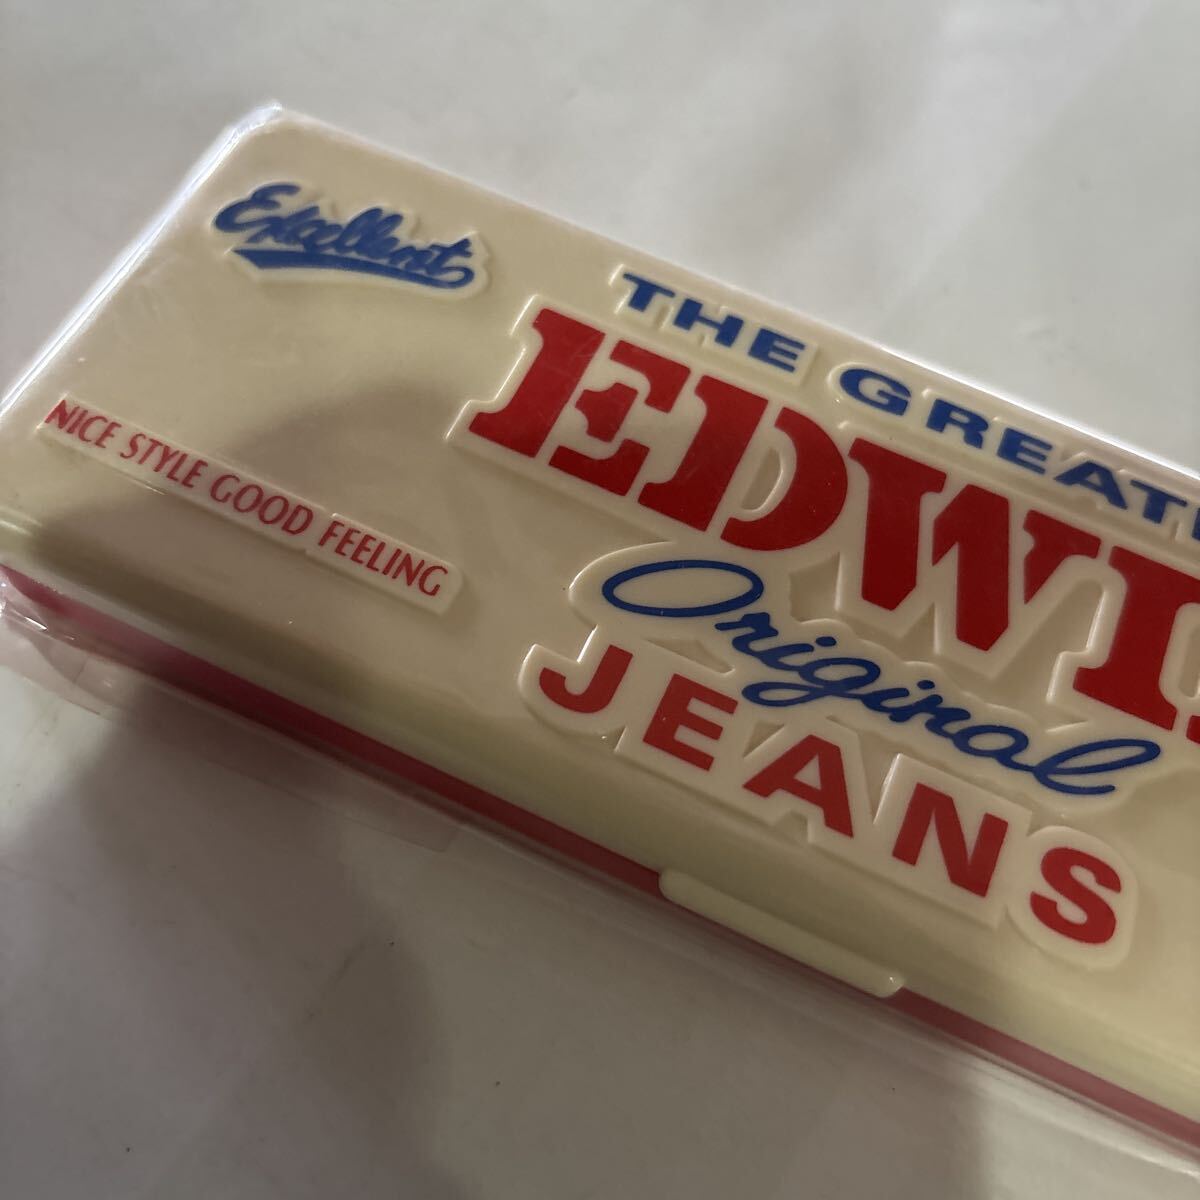 Excellent
NICE STYLE GOOD FEELING
THE GREAT
EDWI
Original
JEANS